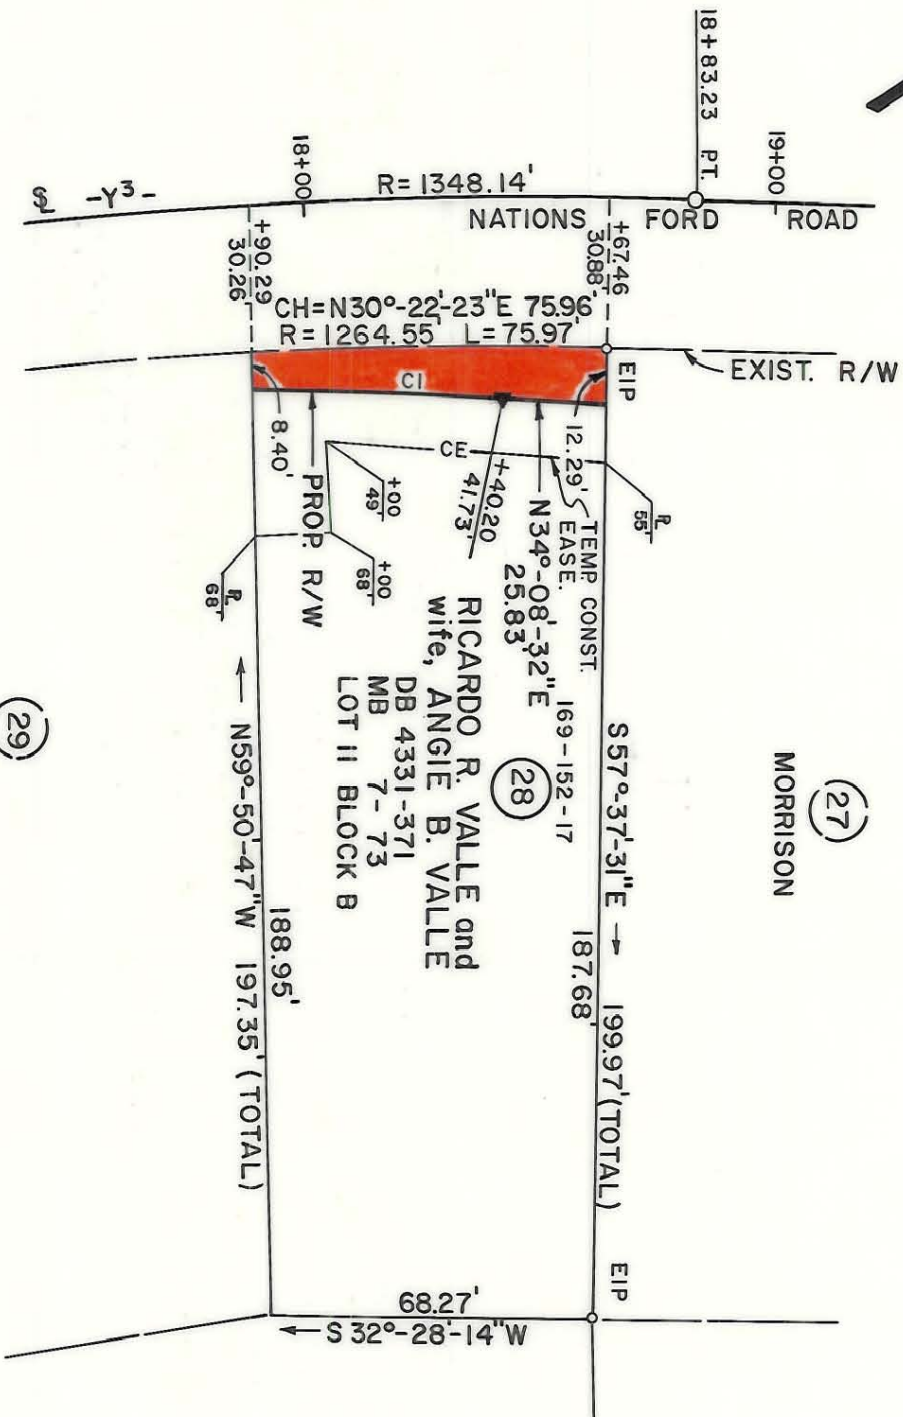 18+83.23 P.T.
19+00
18+00
R=1348.14'
℄ -Y³-
NATIONS FORD ROAD
+90.29
30.26'
+67.46
30.88'
CH=N30°-22'-23"E 75.96'
R=1264.55' L=75.97'
EIP
EXIST. R/W
C1
8.40'
12.29'
CE
TEMP. CONST.
EASE.
+40.20
41.73'
N34°-08'-32"E
25.83'
+00
49'
+00
68'
PROP. R/W
P̲L
55'
P̲L
68'
169-152-17
28
RICARDO R. VALLE and
wife, ANGIE B. VALLE
DB 4331-371
MB 7-73
LOT 11 BLOCK B
27
MORRISON
29
S57°-37'-31"E → 199.97'(TOTAL)
187.68'
188.95'
← N59°-50'-47"W 197.35' (TOTAL)
EIP
68.27'
← S 32°-28'-14"W